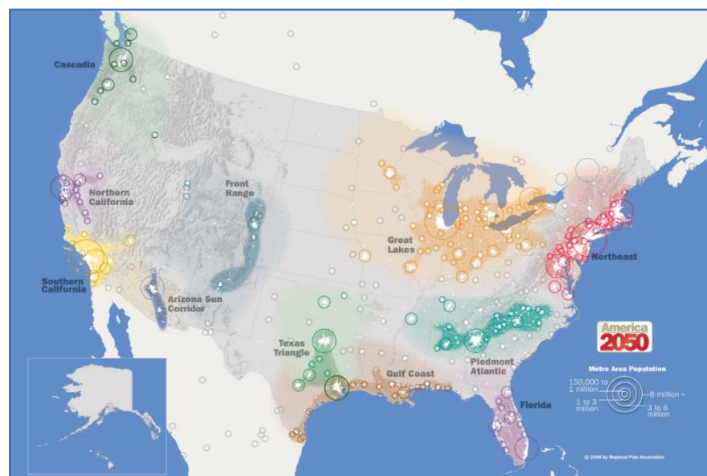 Cascadia
Northern
California
Southern
California
Arizona Sun
Corridor
Front
Range
Texas
Triangle
Gulf Coast
Great
Lakes
Piedmont
Atlantic
Florida
Northeast
America
2050
Metro Area Population
150,000 to
1 million
1 to 3
million
6 million +
3 to 6
million
© 2008 by Regional Plan Association